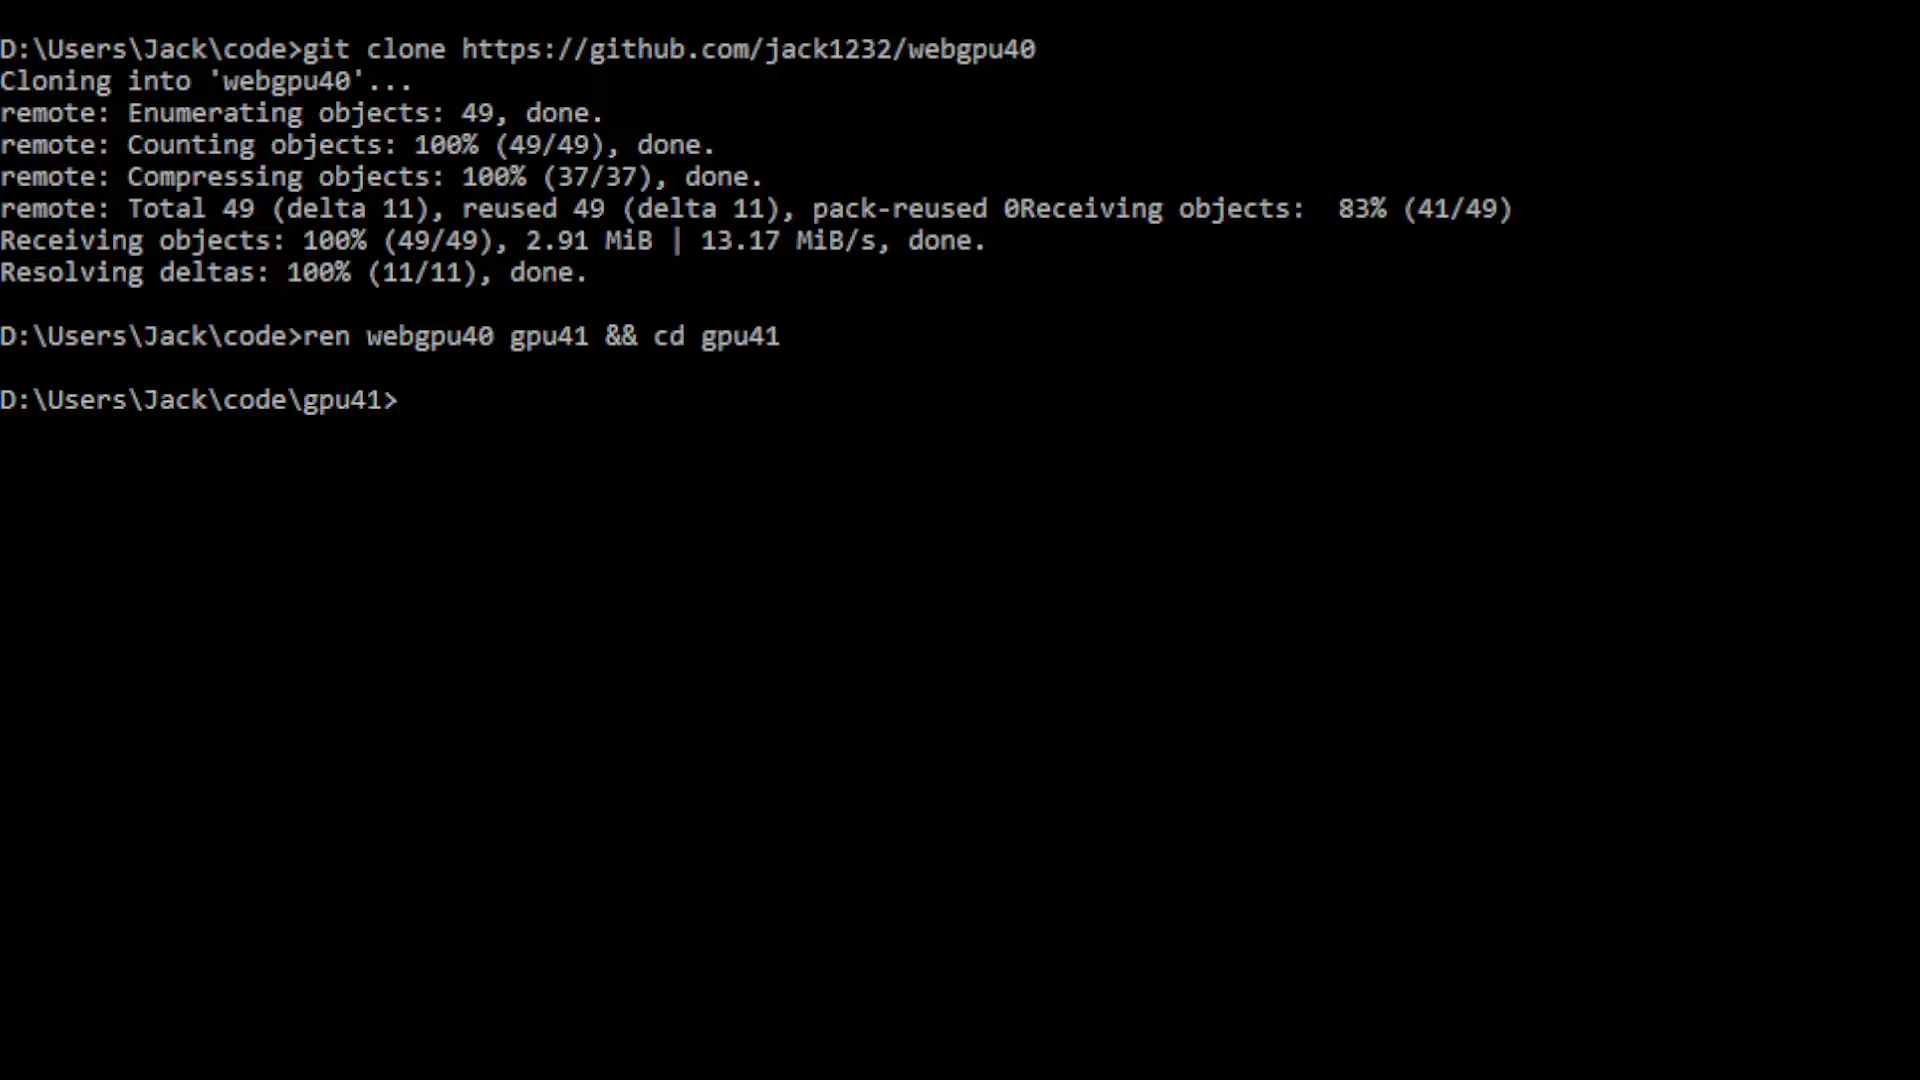 D:\Users\Jack\code>git clone https://github.com/jack1232/webgpu40
Cloning into 'webgpu40'...
remote: Enumerating objects: 49, done.
remote: Counting objects: 100% (49/49), done.
remote: Compressing objects: 100% (37/37), done.
remote: Total 49 (delta 11), reused 49 (delta 11), pack-reused 0Receiving objects:  83% (41/49)
Receiving objects: 100% (49/49), 2.91 MiB | 13.17 MiB/s, done.
Resolving deltas: 100% (11/11), done.
D:\Users\Jack\code>ren webgpu40 gpu41 && cd gpu41
D:\Users\Jack\code\gpu41>